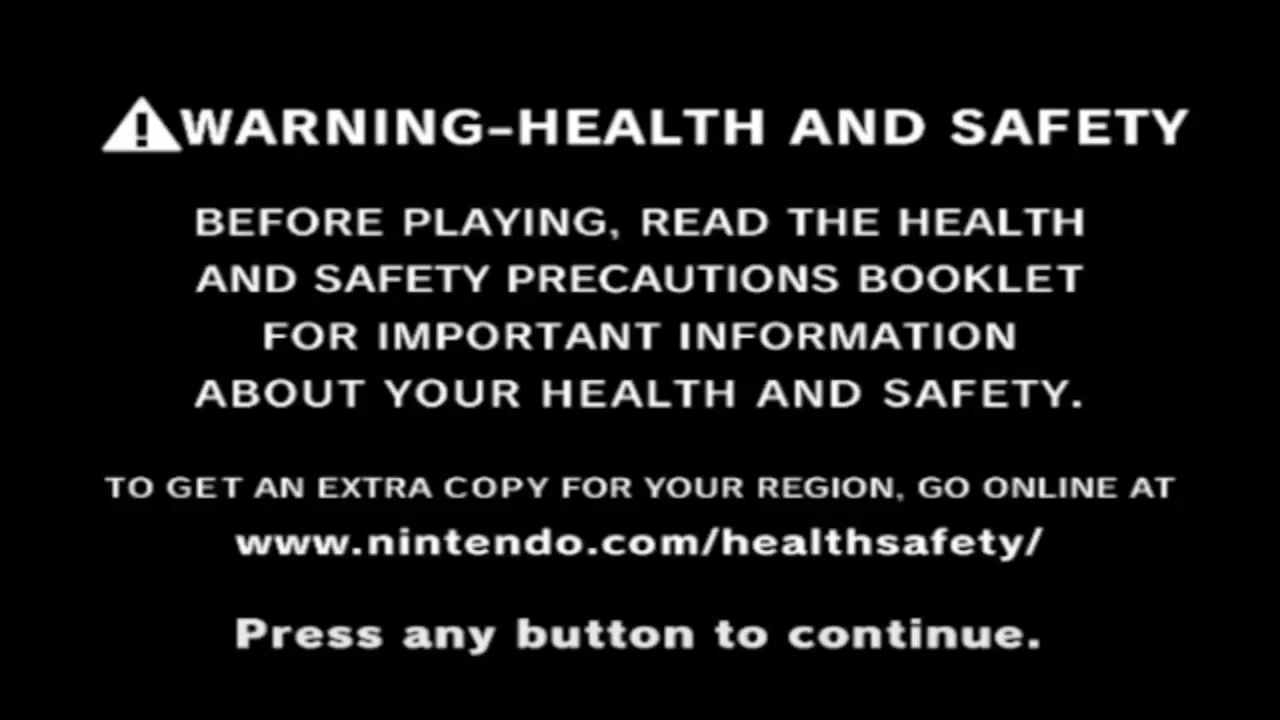 WARNING-HEALTH AND SAFETY
BEFORE PLAYING, READ THE HEALTH
AND SAFETY PRECAUTIONS BOOKLET
FOR IMPORTANT INFORMATION
ABOUT YOUR HEALTH AND SAFETY.
TO GET AN EXTRA COPY FOR YOUR REGION, GO ONLINE AT
www.nintendo.com/healthsafety/
Press any button to continue.